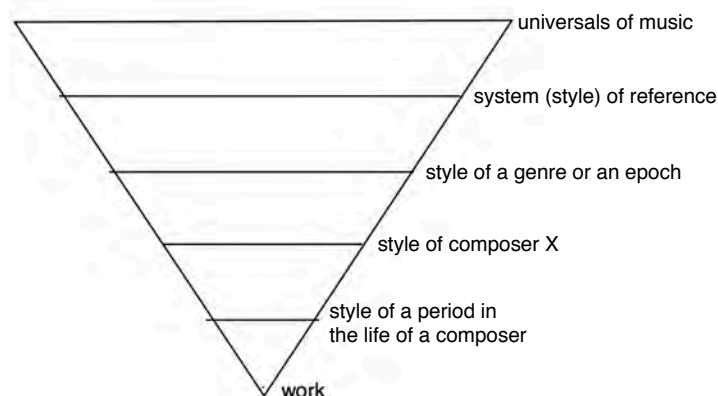 universals of music
system (style) of reference
style of a genre or an epoch
style of composer X
style of a period in
the life of a composer
work